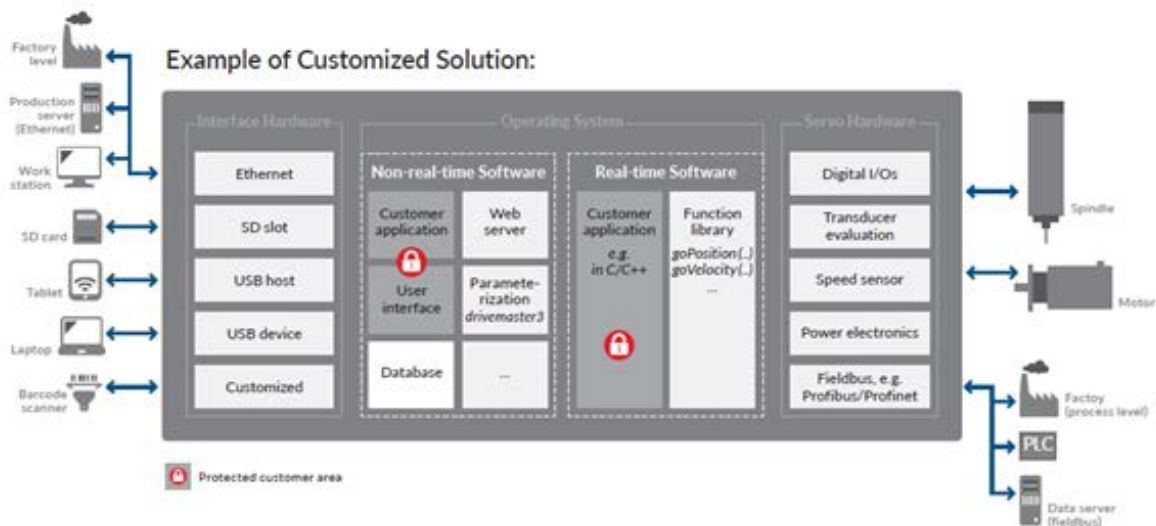 Example of Customized Solution:
Factory
level
Production
server
(Ethernet)
Work
station
SD card
Tablet
Laptop
Barcode
scanner
Interface Hardware
Ethernet
SD slot
USB host
USB device
Customized
Operating System
Non-real-time Software
Customer
application
User
interface
Database
Web
server
Paramete-
rization
drivemaster3
...
Real-time Software
Customer
application
e.g.
in C/C++
Function
library
goPosition(..)
goVelocity(..)
...
Servo Hardware
Digital I/Os
Transducer
evaluation
Speed sensor
Power electronics
Fieldbus, e.g.
Profibus/Profinet
Spindle
Motor
Factoy
(process level)
PLC
Data server
(fieldbus)
Protected customer area